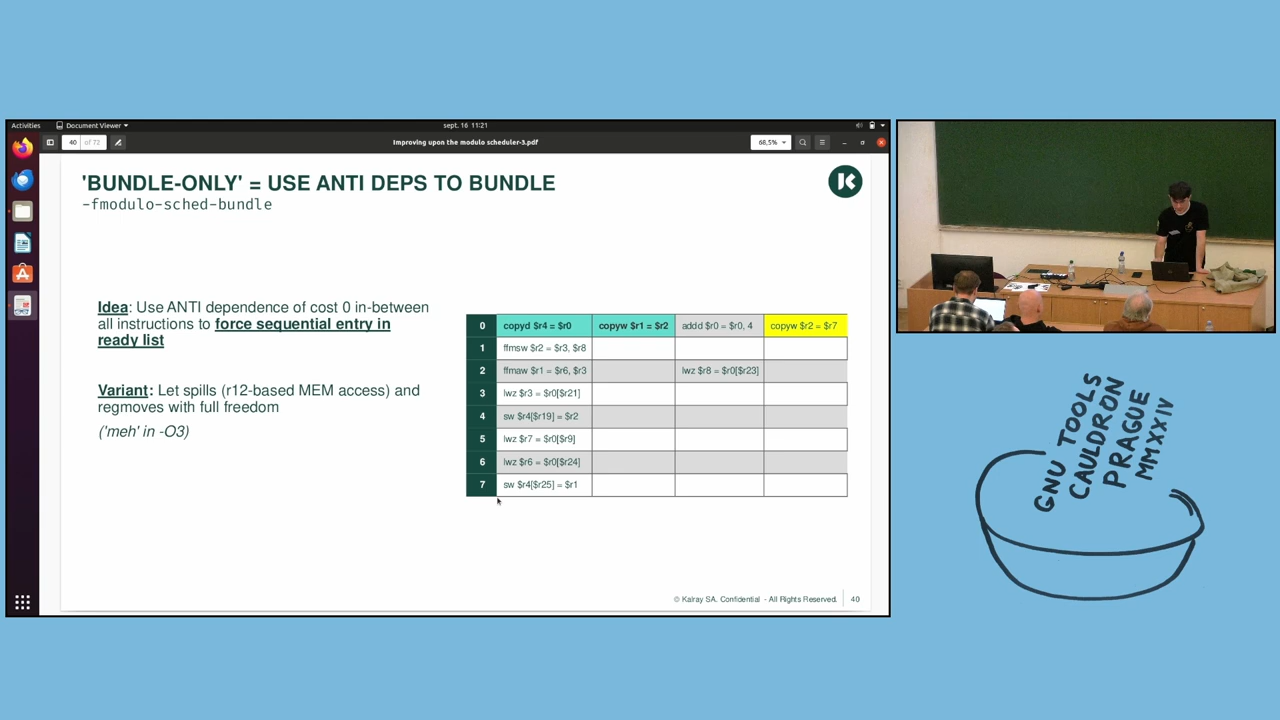 Activities
Document Viewer
sept. 16 11:21
40
of 72
Improving upon the modulo scheduler-3.pdf
68,5%
'BUNDLE-ONLY' = USE ANTI DEPS TO BUNDLE
-fmodulo-sched-bundle
Idea: Use ANTI dependence of cost 0 in-between
all instructions to force sequential entry in
ready list
Variant: Let spills (r12-based MEM access) and
regmoves with full freedom
('meh' in -O3)
0 copyd $r4 = $r0 copyw $r1 = $r2 addd $r0 = $r0, 4 copyw $r2 = $r7
1 ffmsw $r2 = $r3, $r8
2 ffmaw $r1 = $r6, $r3 lwz $r8 = $r0[$r23]
3 lwz $r3 = $r0[$r21]
4 sw $r4[$r19] = $r2
5 lwz $r7 = $r0[$r9]
6 lwz $r6 = $r0[$r24]
7 sw $r4[$r25] = $r1
© Kalray SA. Confidential - All Rights Reserved. 40
GNU TOOLS
CAULDRON
PRAGUE
MMXXIV